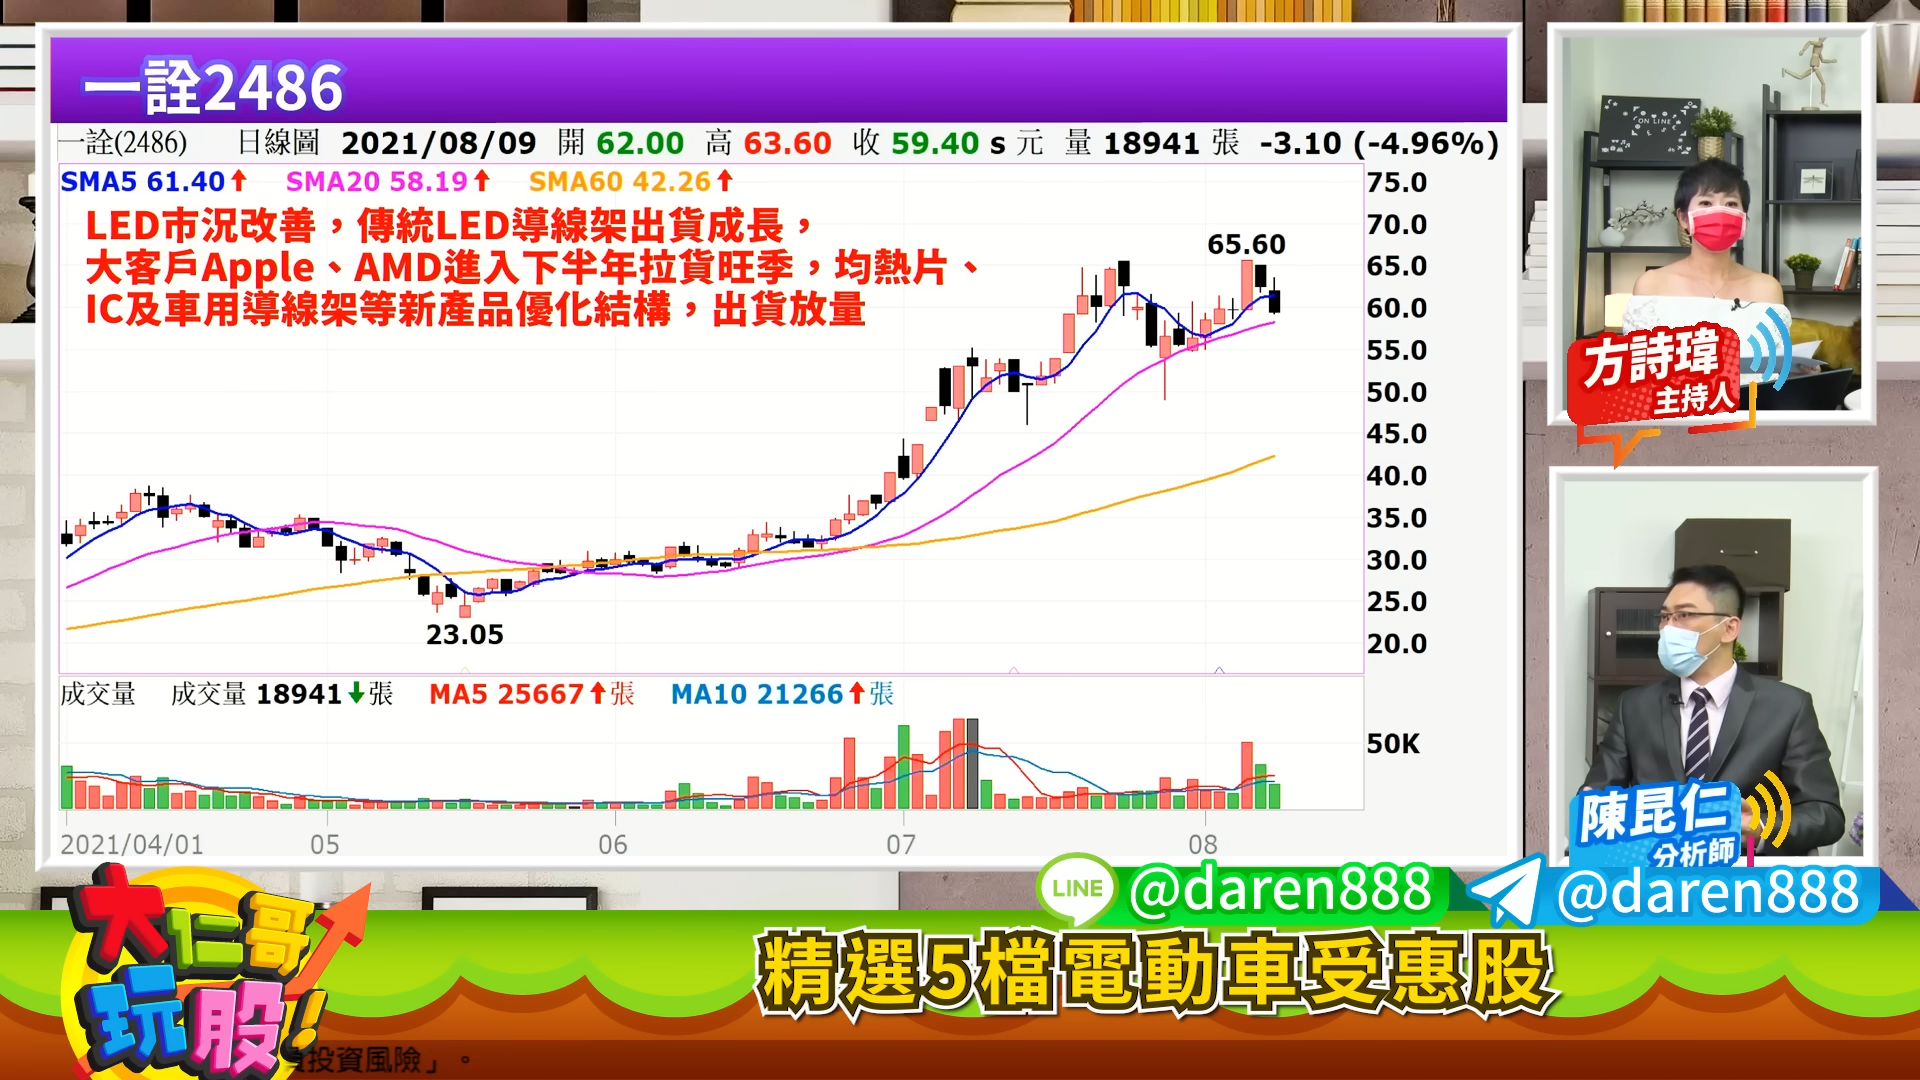 一詮2486
一詮(2486) 日線圖 2021/08/09 開 62.00 高 63.60 收 59.40 s 元 量 18941 張 -3.10 (-4.96%)
SMA5 61.40↑ SMA20 58.19↑ SMA60 42.26↑
LED市況改善，傳統LED導線架出貨成長，
大客戶Apple、AMD進入下半年拉貨旺季，均熱片、
IC及車用導線架等新產品優化結構，出貨放量
75.0
70.0
65.0
60.0
55.0
50.0
45.0
40.0
35.0
30.0
25.0
20.0
65.60
23.05
成交量 成交量 18941↓張 MA5 25667↑張 MA10 21266↑張
50K
2021/04/01 05 06 07 08
ON LINE
方詩瑋
主持人
陳昆仁
分析師
LINE @daren888 @daren888
大仁哥
玩股!
精選5檔電動車受惠股
投資風險」。